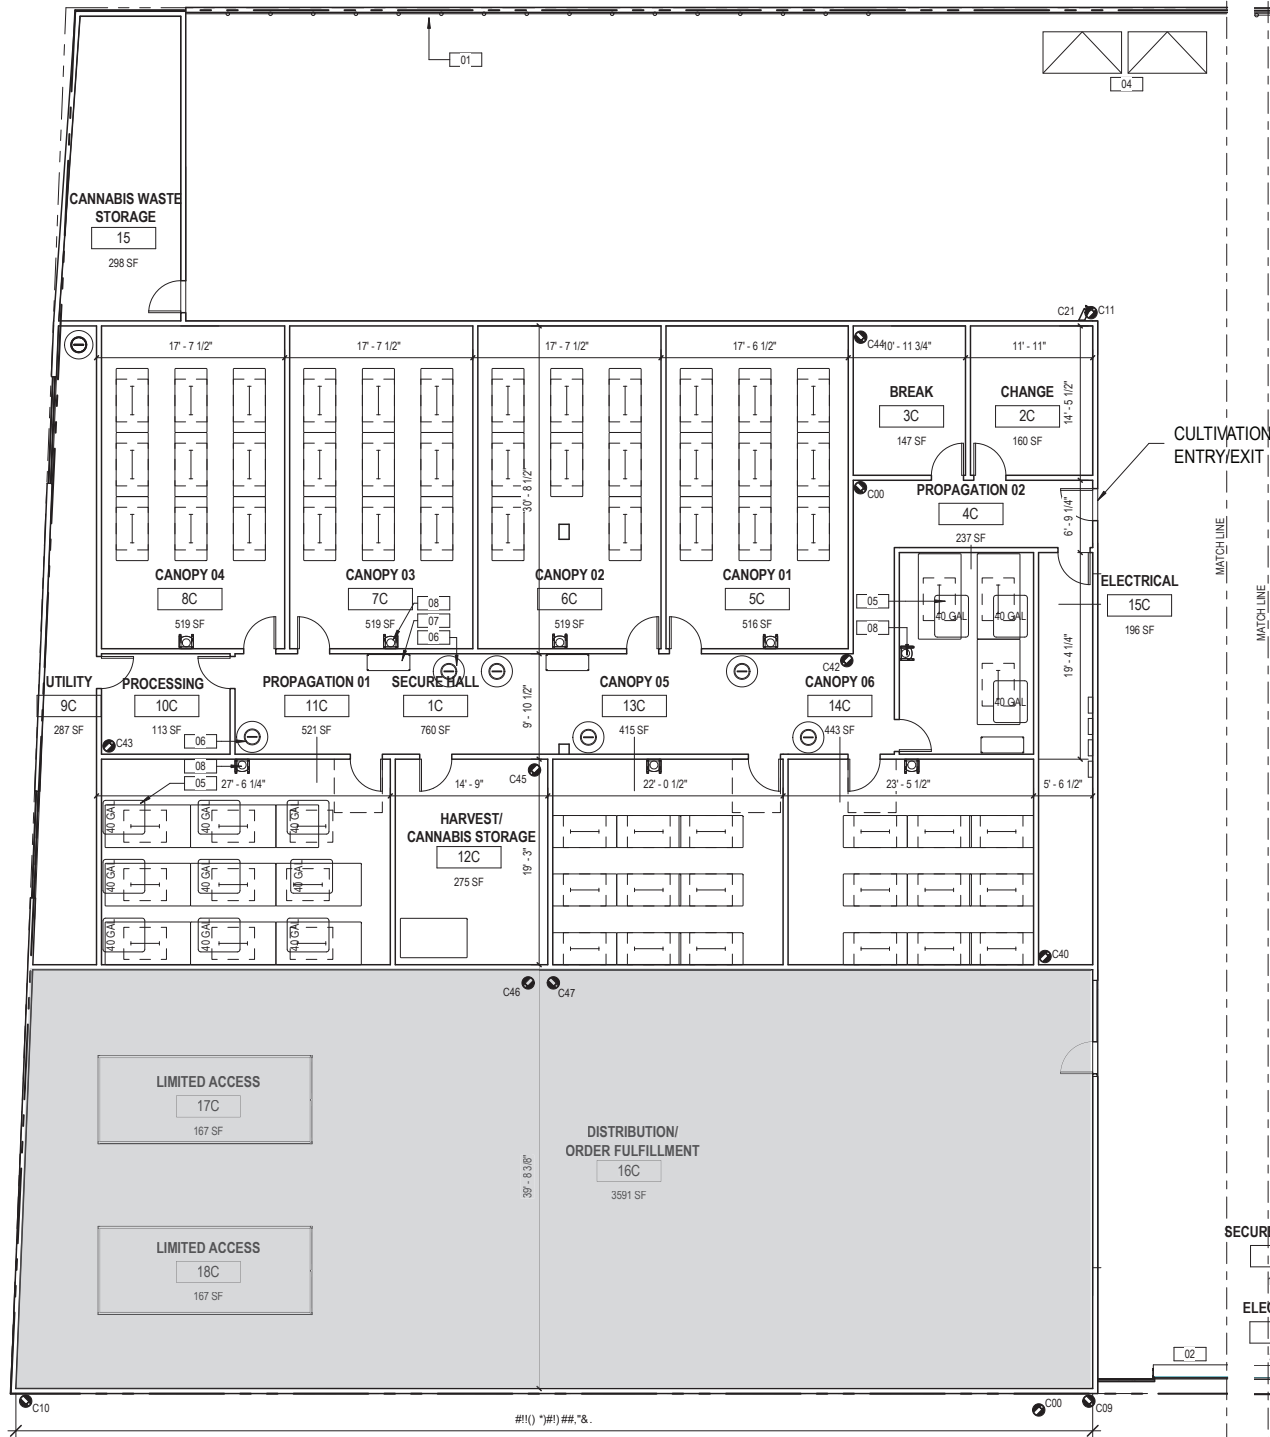 01
04
CANNABIS WASTE
STORAGE
15
298 SF
C21
C11
17' - 7 1/2"
17' - 7 1/2"
17' - 7 1/2"
17' - 6 1/2"
C44
10' - 11 3/4"
11' - 11"
BREAK
3C
147 SF
CHANGE
2C
160 SF
14' - 5 1/2"
CULTIVATION
ENTRY/EXIT
30' - 8 1/2"
C00
PROPAGATION 02
4C
237 SF
6' - 9 1/4"
MATCH LINE
MATCH LINE
CANOPY 04
8C
519 SF
CANOPY 03
7C
519 SF
CANOPY 02
6C
519 SF
CANOPY 01
5C
516 SF
08
07
06
05
08
40 GAL
40 GAL
40 GAL
ELECTRICAL
15C
196 SF
19' - 4 1/4"
C42
UTILITY
9C
287 SF
PROCESSING
10C
113 SF
PROPAGATION 01
11C
521 SF
SECURE HALL
1C
760 SF
9' - 10 1/2"
CANOPY 05
13C
415 SF
CANOPY 06
14C
443 SF
C43
06
08
05
27' - 6 1/4"
14' - 9"
C45
22' - 0 1/2"
23' - 5 1/2"
5' - 6 1/2"
40 GAL
40 GAL
40 GAL
40 GAL
40 GAL
40 GAL
40 GAL
40 GAL
40 GAL
HARVEST/
CANNABIS STORAGE
12C
275 SF
19' - 3"
C40
C46
C47
LIMITED ACCESS
17C
167 SF
DISTRIBUTION/
ORDER FULFILLMENT
16C
3591 SF
39' - 8 3/8"
LIMITED ACCESS
18C
167 SF
SECURE
ELEC
02
C10
C00
C09
#!!() *)#!) ##,"&.